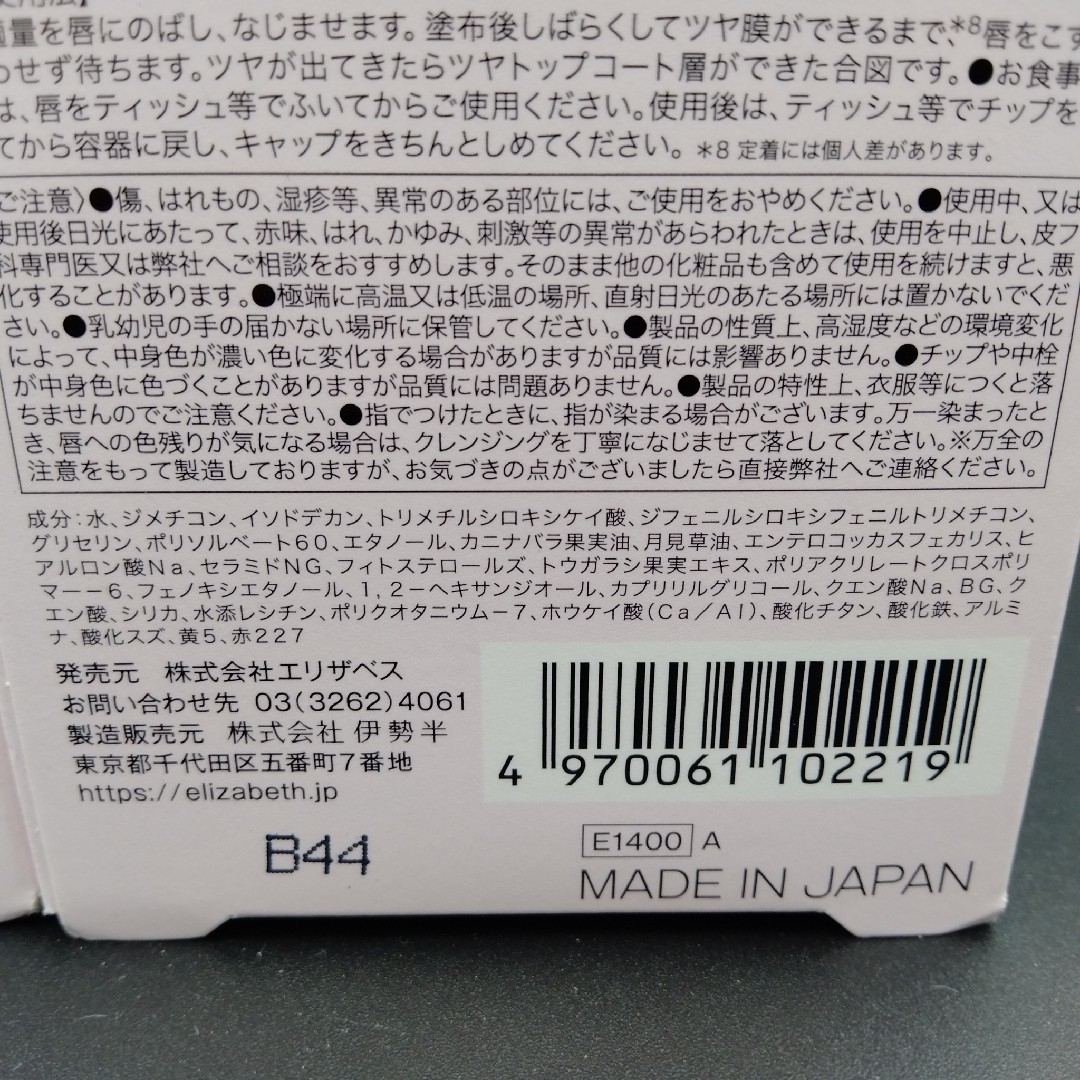 量を唇にのばし、なじませます。塗布後しばらくしてツヤ膜ができるまで、*8唇をこす
わせず待ちます。ツヤが出てきたらツヤトップコート層ができた合図です。●お食事
は、唇をティッシュ等でふいてからご使用ください。使用後は、ティッシュ等でチップを
てから容器に戻し、キャップをきちんとしめてください。 *8 定着には個人差があります。
ご注意〉●傷、はれもの、湿疹等、異常のある部位には、ご使用をおやめください。●使用中、又は
使用後日光にあたって、赤味、はれ、かゆみ、刺激等の異常があらわれたときは、使用を中止し、皮フ
科専門医又は弊社へご相談をおすすめします。そのまま他の化粧品も含めて使用を続けますと、悪
化することがあります。●極端に高温又は低温の場所、直射日光のあたる場所には置かないでくだ
さい。●乳幼児の手の届かない場所に保管してください。●製品の性質上、高湿度などの環境変化
によって、中身色が濃い色に変化する場合がありますが品質には影響ありません。●チップや中栓
が中身色に色づくことがありますが品質には問題ありません。●製品の特性上、衣服等につくと落
ちませんのでご注意ください。●指でつけたときに、指が染まる場合がございます。万一染まったと
き、唇への色残りが気になる場合は、クレンジングを丁寧になじませて落としてください。※万全の
注意をもって製造しておりますが、お気づきの点がございましたら直接弊社へご連絡ください。
成分：水、ジメチコン、イソドデカン、トリメチルシロキシケイ酸、ジフェニルシロキシフェニルトリメチコン、
グリセリン、ポリソルベート60、エタノール、カニナバラ果実油、月見草油、エンテロコッカスフェカリス、ヒ
アルロン酸Na、セラミドNG、フィトステロールズ、トウガラシ果実エキス、ポリアクリレートクロスポリ
マー－6、フェノキシエタノール、1,2－ヘキサンジオール、カプリリルグリコール、クエン酸Na、BG、ク
エン酸、シリカ、水添レシチン、ポリクオタニウム－7、ホウケイ酸(Ca／Al)、酸化チタン、酸化鉄、アルミ
ナ、酸化スズ、黄5、赤227
発売元 株式会社エリザベス
お問い合わせ先 03(3262)4061
製造販売元 株式会社 伊勢半
東京都千代田区五番町7番地
https://elizabeth.jp
4 970061 102219
B44
E1400 A
MADE IN JAPAN